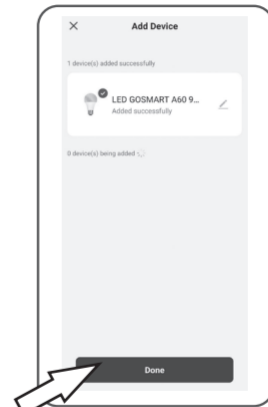 Add Device
1 device(s) added successfully
LED GOSMART A60 9...
Added successfully
0 device(s) being added
Done